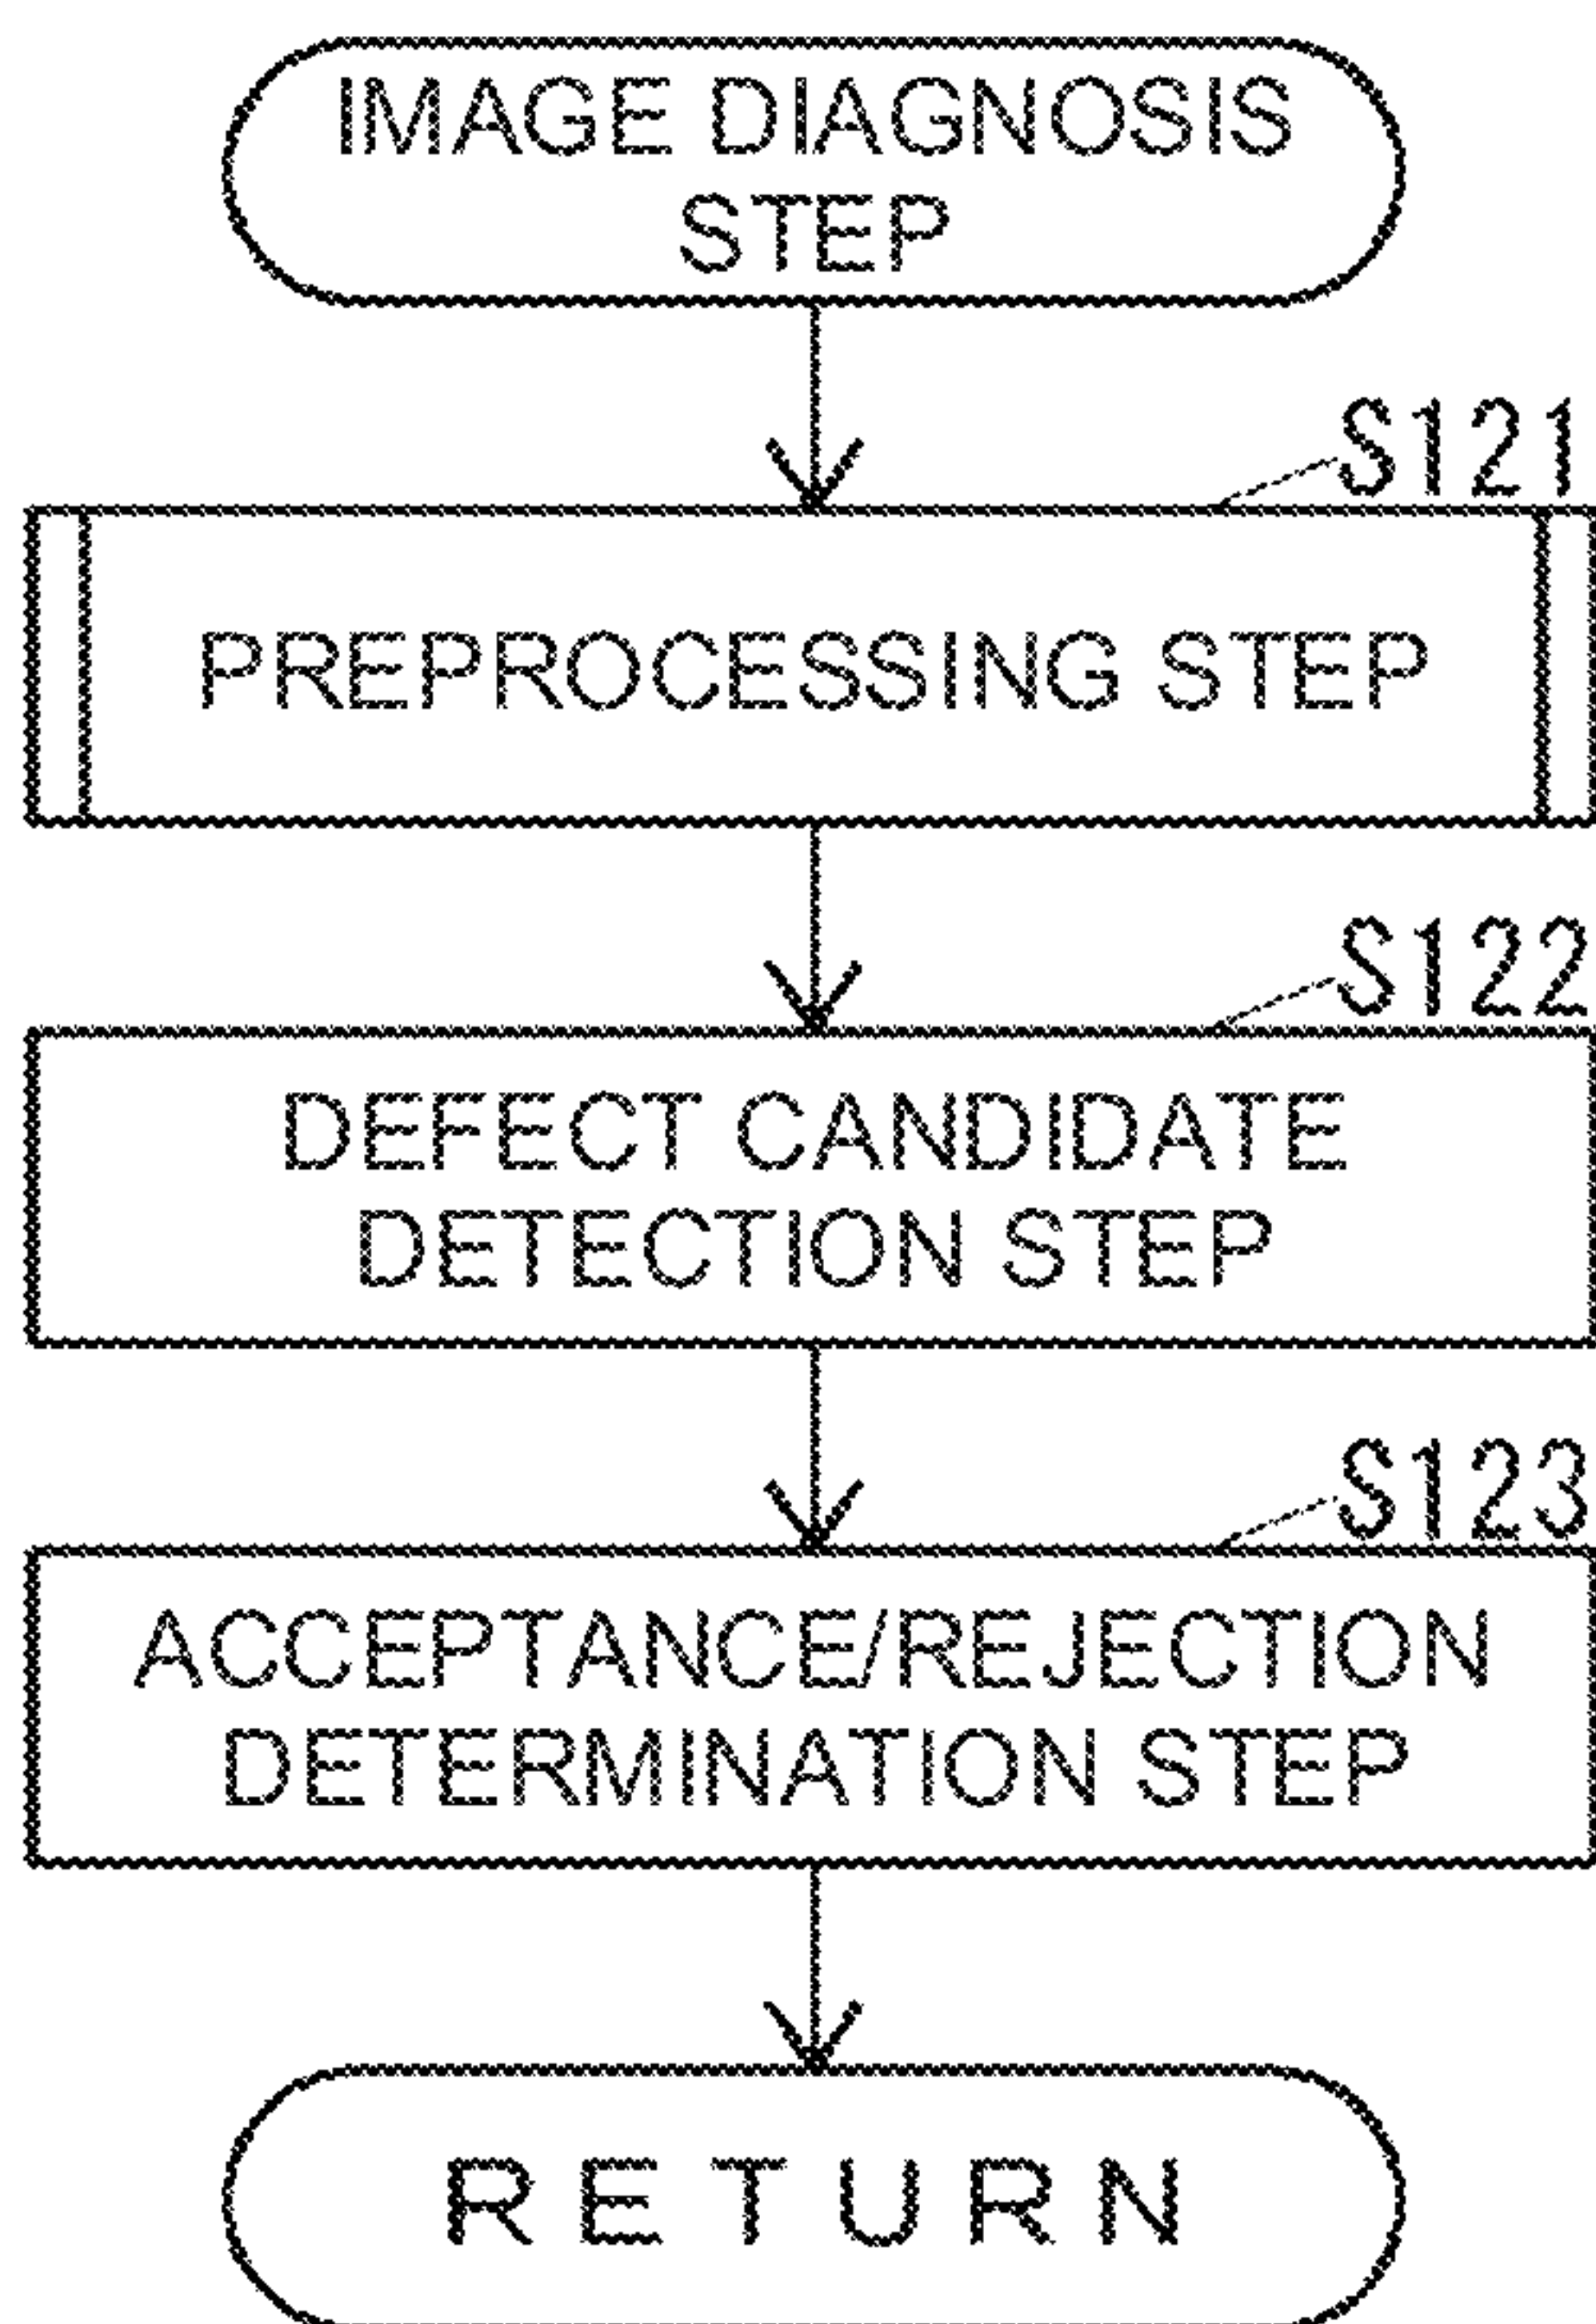 IMAGE DIAGNOSIS
STEP
S121
PREPROCESSING STEP
S122
DEFECT CANDIDATE
DETECTION STEP
S123
ACCEPTANCE/REJECTION
DETERMINATION STEP
RETURN